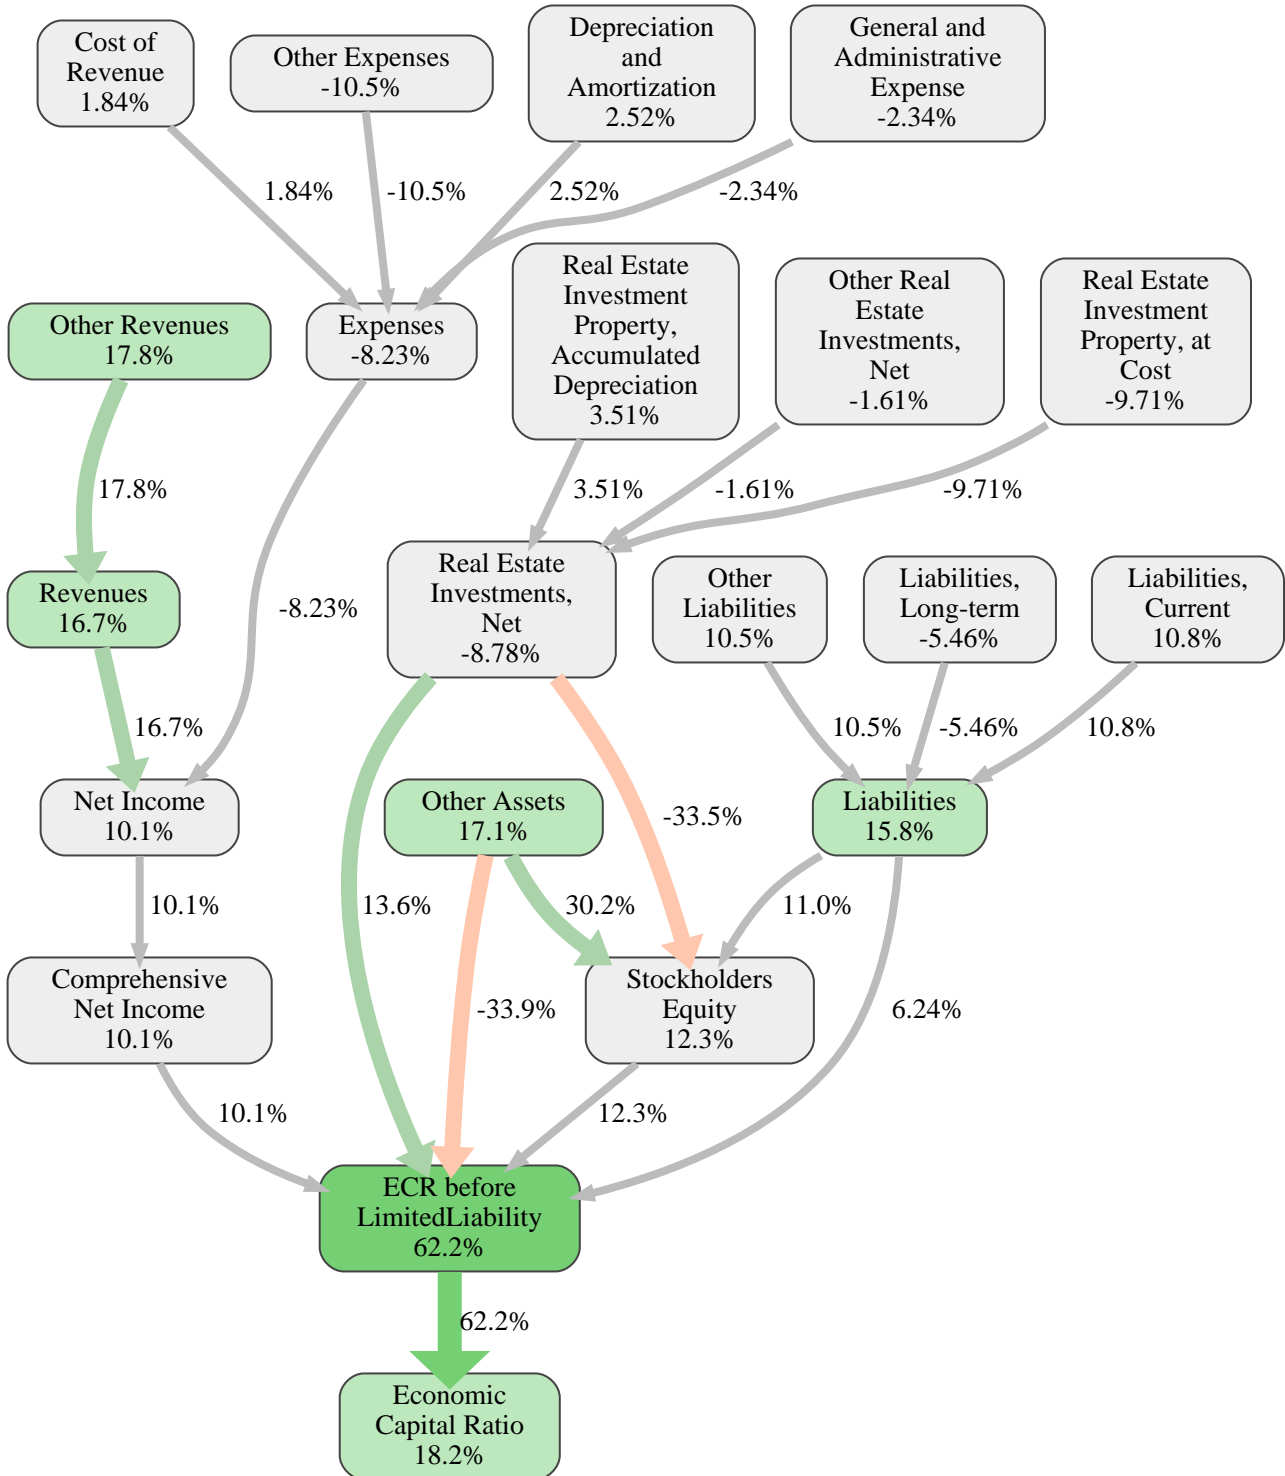 Cost of
Revenue
1.84%
Other Expenses
-10.5%
Depreciation
and
Amortization
2.52%
General and
Administrative
Expense
-2.34%
1.84%
-10.5%
2.52%
-2.34%
Other Revenues
17.8%
Expenses
-8.23%
Real Estate
Investment
Property,
Accumulated
Depreciation
3.51%
Other Real
Estate
Investments,
Net
-1.61%
Real Estate
Investment
Property, at
Cost
-9.71%
17.8%
3.51%
-1.61%
-9.71%
Revenues
16.7%
-8.23%
Real Estate
Investments,
Net
-8.78%
Other
Liabilities
10.5%
Liabilities,
Long-term
-5.46%
Liabilities,
Current
10.8%
16.7%
10.5%
-5.46%
10.8%
Net Income
10.1%
Other Assets
17.1%
-33.5%
Liabilities
15.8%
10.1%
13.6%
30.2%
11.0%
Comprehensive
Net Income
10.1%
-33.9%
Stockholders
Equity
12.3%
6.24%
10.1%
12.3%
ECR before
LimitedLiability
62.2%
62.2%
Economic
Capital Ratio
18.2%